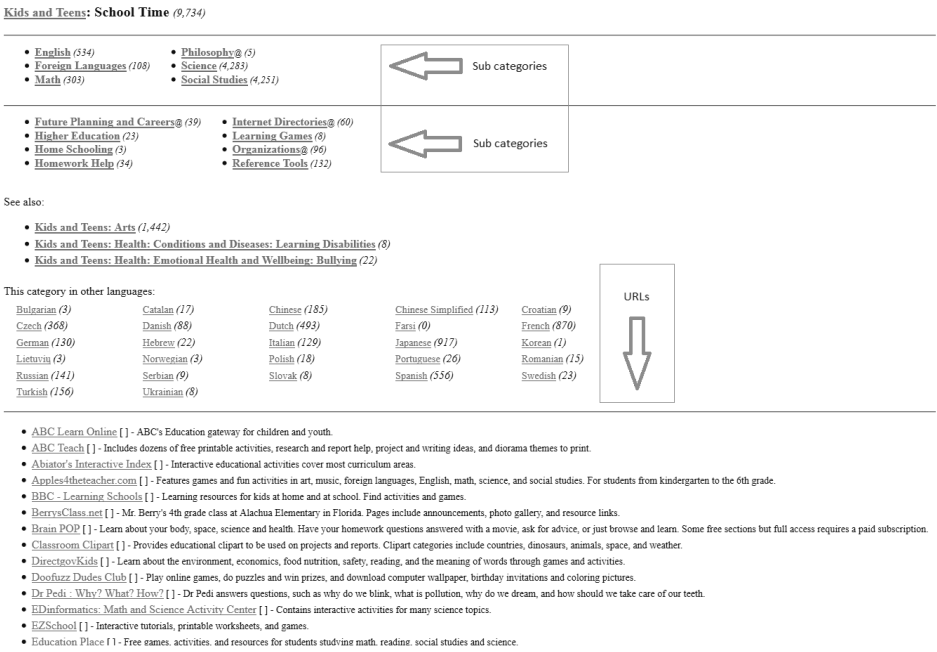 Kids and Teens: School Time (9,734)
• English (534) • Philosophy@ (5)
• Foreign Languages (108) • Science (4,283)
• Math (303) • Social Studies (4,251)
Sub categories
• Future Planning and Careers@ (39) • Internet Directories@ (60)
• Higher Education (23) • Learning Games (8)
• Home Schooling (3) • Organizations@ (96)
• Homework Help (34) • Reference Tools (132)
Sub categories
See also:
• Kids and Teens: Arts (1,442)
• Kids and Teens: Health: Conditions and Diseases: Learning Disabilities (8)
• Kids and Teens: Health: Emotional Health and Wellbeing: Bullying (22)
URLs
This category in other languages:
Bulgarian (3) Catalan (17) Chinese (185) Chinese Simplified (113) Croatian (9)
Czech (368) Danish (88) Dutch (493) Farsi (0) French (870)
German (130) Hebrew (22) Italian (129) Japanese (917) Korean (1)
Lietuvių (3) Norwegian (3) Polish (18) Portuguese (26) Romanian (15)
Russian (141) Serbian (9) Slovak (8) Spanish (556) Swedish (23)
Turkish (156) Ukrainian (8)
• ABC Learn Online [ ] - ABC's Education gateway for children and youth.
• ABC Teach [ ] - Includes dozens of free printable activities, research and report help, project and writing ideas, and diorama themes to print.
• Abiator's Interactive Index [ ] - Interactive educational activities cover most curriculum areas.
• Apples4theteacher.com [ ] - Features games and fun activities in art, music, foreign languages, English, math, science, and social studies. For students from kindergarten to the 6th grade.
• BBC - Learning Schools [ ] - Learning resources for kids at home and at school. Find activities and games.
• BerrysClass.net [ ] - Mr. Berry's 4th grade class at Alachua Elementary in Florida. Pages include announcements, photo gallery, and resource links.
• Brain POP [ ] - Learn about your body, space, science and health. Have your homework questions answered with a movie, ask for advice, or just browse and learn. Some free sections but full access requires a paid subscription.
• Classroom Clipart [ ] - Provides educational clipart to be used on projects and reports. Clipart categories include countries, dinosaurs, animals, space, and weather.
• DirectgovKids [ ] - Learn about the environment, economics, food nutrition, safety, reading, and the meaning of words through games and activities.
• Doofuzz Dudes Club [ ] - Play online games, do puzzles and win prizes, and download computer wallpaper, birthday invitations and coloring pictures.
• Dr Pedi : Why? What? How? [ ] - Dr Pedi answers questions, such as why do we blink, what is pollution, why do we dream, and how should we take care of our teeth.
• EDinformatics: Math and Science Activity Center [ ] - Contains interactive activities for many science topics.
• EZSchool [ ] - Interactive tutorials, printable worksheets, and games.
• Education Place [ ] - Free games, activities, and resources for students studying math, reading, social studies and science.